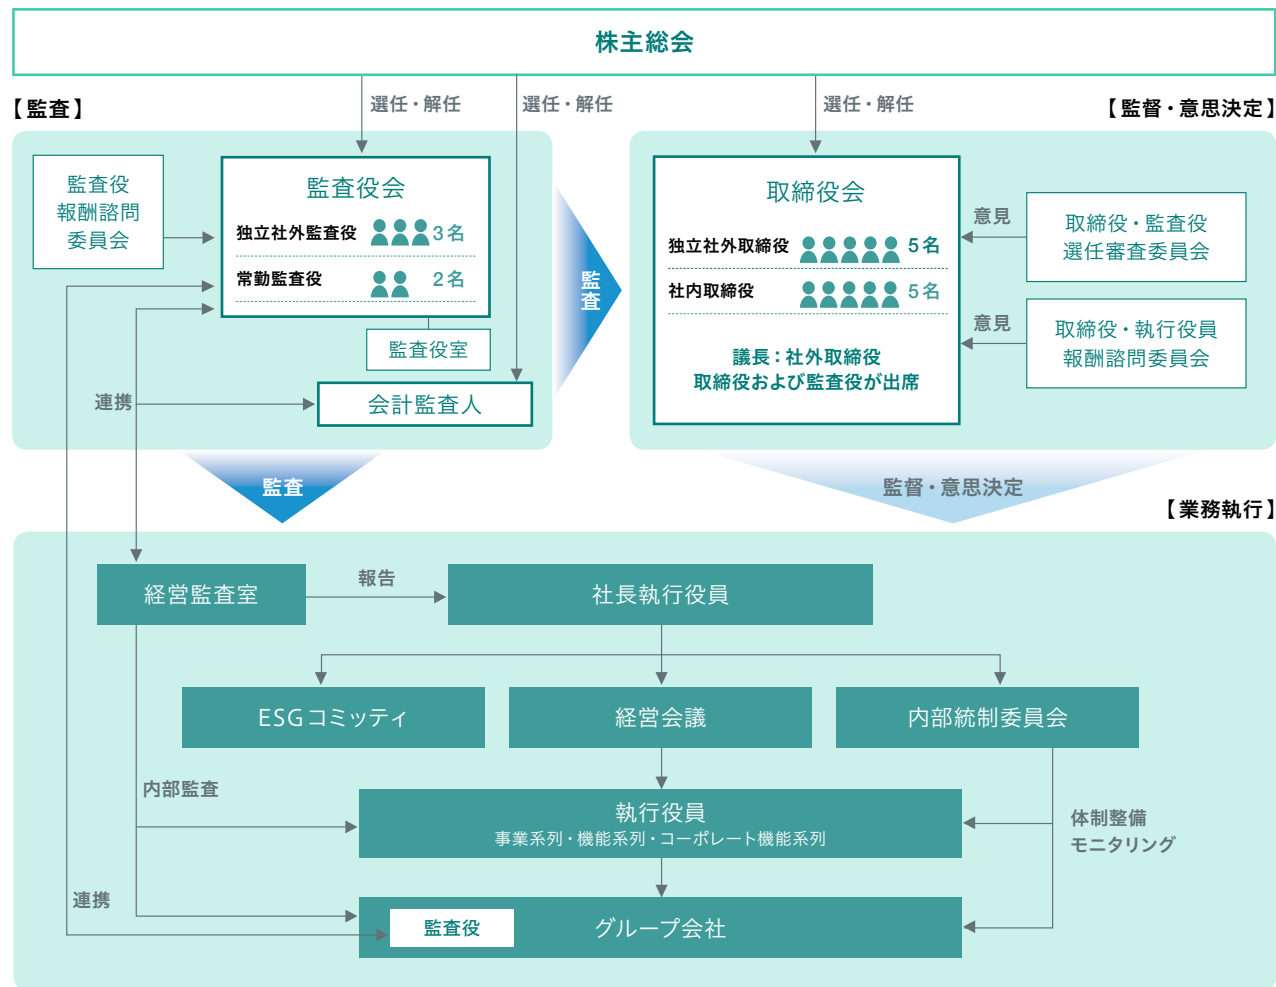 株主総会
【監査】
選任・解任
選任・解任
選任・解任
【監督・意思決定】
監査役
報酬諮問
委員会
監査役会
独立社外監査役 3名
常勤監査役 2名
監査役室
会計監査人
連携
監査
取締役会
独立社外取締役 5名
社内取締役 5名
議長：社外取締役
取締役および監査役が出席
意見
取締役・監査役
選任審査委員会
意見
取締役・執行役員
報酬諮問委員会
監査
監督・意思決定
【業務執行】
経営監査室
報告
社長執行役員
ESGコミッティ
経営会議
内部統制委員会
内部監査
執行役員
事業系列・機能系列・コーポレート機能系列
体制整備
モニタリング
連携
監査役
グループ会社